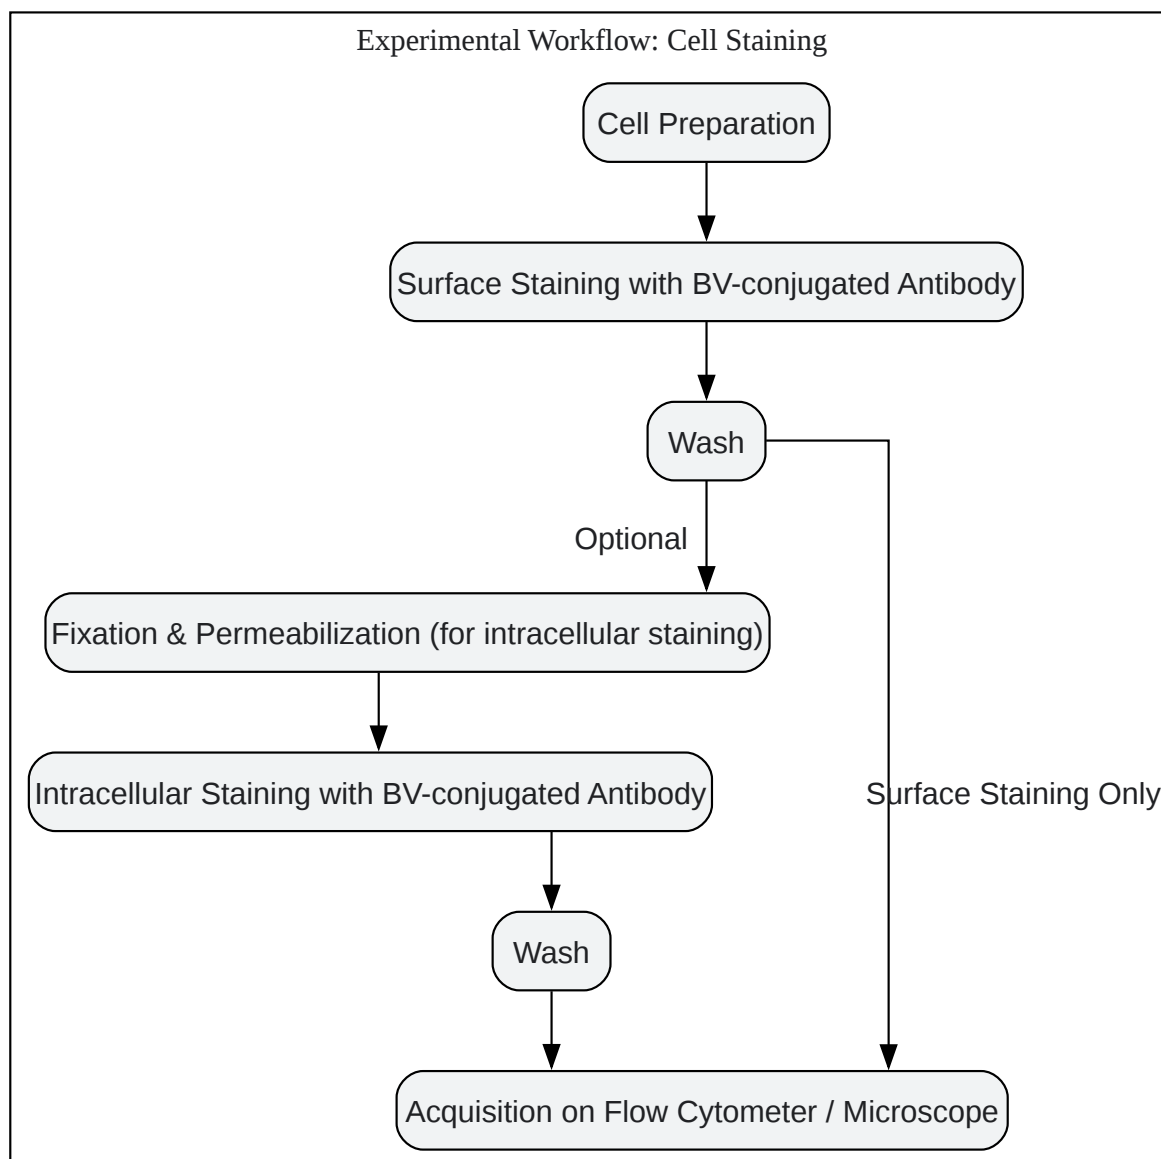 Experimental Workflow: Cell Staining
Cell Preparation
Surface Staining with BV-conjugated Antibody
Wash
Optional
Fixation & Permeabilization (for intracellular staining)
Intracellular Staining with BV-conjugated Antibody
Surface Staining Only
Wash
Acquisition on Flow Cytometer / Microscope